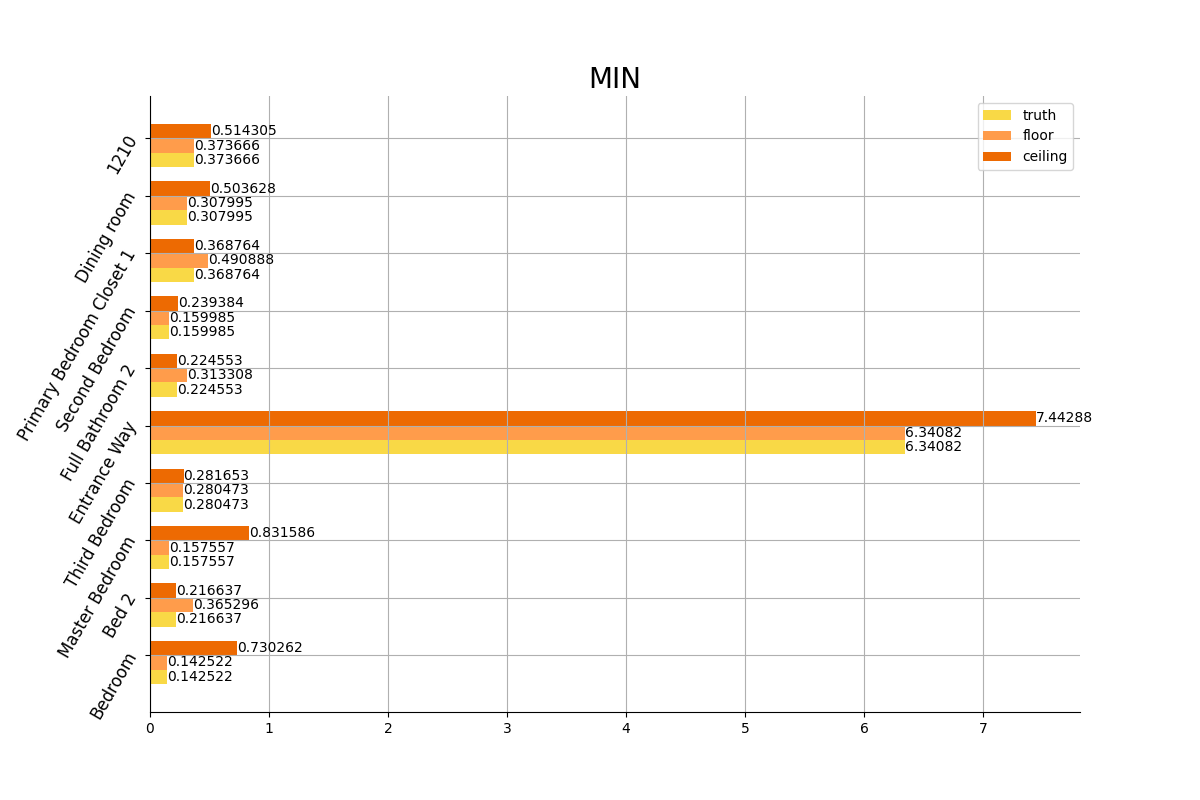 MIN
truth
floor
ceiling
1210
0.514305
0.373666
0.373666
Dining room
0.503628
0.307995
0.307995
Primary Bedroom Closet 1
0.368764
0.490888
0.368764
Second Bedroom
0.239384
0.159985
0.159985
Full Bathroom 2
0.224553
0.313308
0.224553
Entrance Way
7.44288
6.34082
6.34082
Third Bedroom
0.281653
0.280473
0.280473
Master Bedroom
0.831586
0.157557
0.157557
Bed 2
0.216637
0.365296
0.216637
Bedroom
0.730262
0.142522
0.142522
0 1 2 3 4 5 6 7